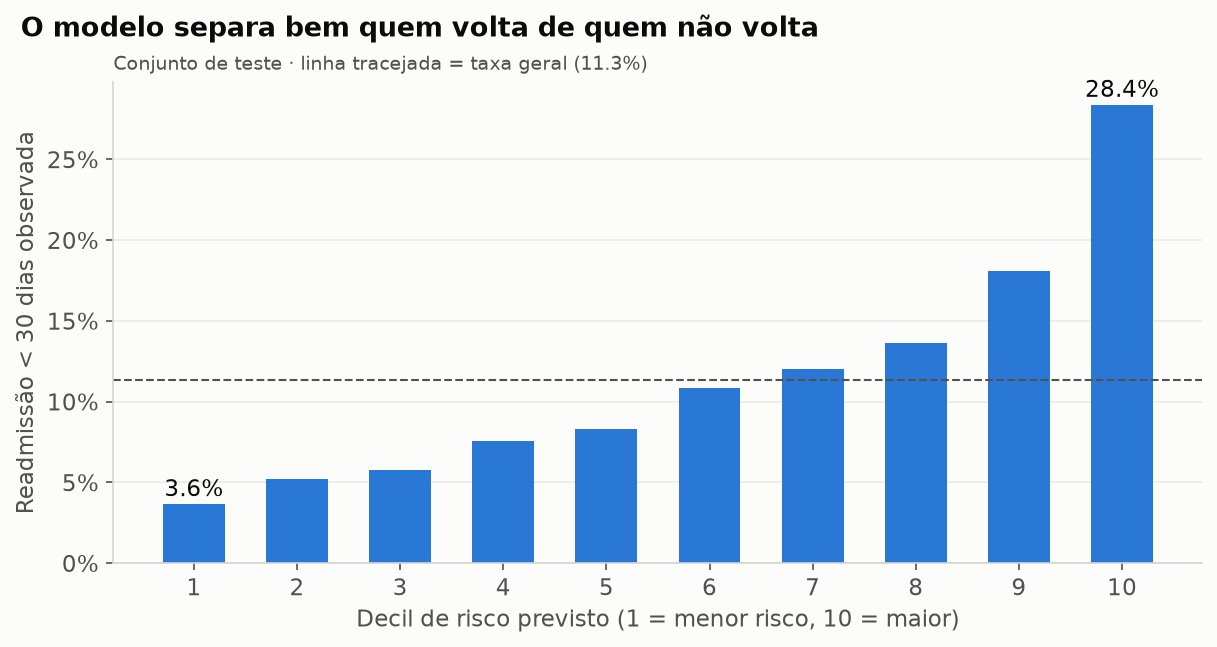 O modelo separa bem quem volta de quem não volta
Conjunto de teste · linha tracejada = taxa geral (11.3%)
Readmissão < 30 dias observada
25%
20%
15%
10%
5%
0%
3.6%
28.4%
1 2 3 4 5 6 7 8 9 10
Decil de risco previsto (1 = menor risco, 10 = maior)